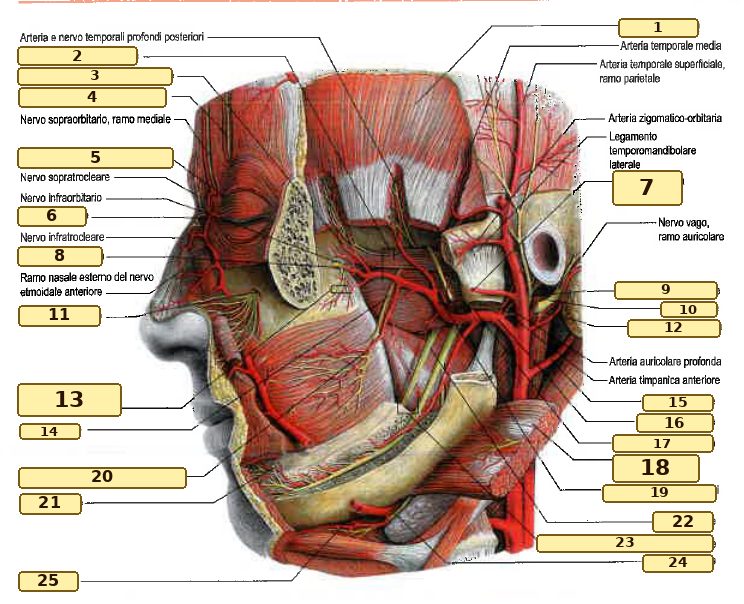 1
Arteria e nervo temporali profondi posteriori
Arteria temporale media
2
Arteria temporale superficiale,
ramo parietale
3
4
Nervo sopraorbitario, ramo mediale
Arteria zigomatico-orbitaria
Legamento
temporomandibolare
laterale
5
Nervo sopratrocleare
7
Nervo infraorbitario
6
Nervo vago,
ramo auricolare
Nervo infratrocleare
8
Ramo nasale esterno del nervo
etmoidale anteriore
9
10
11
12
Arteria auricolare profonda
Arteria timpanica anteriore
13
15
14
16
17
18
20
19
21
22
23
24
25